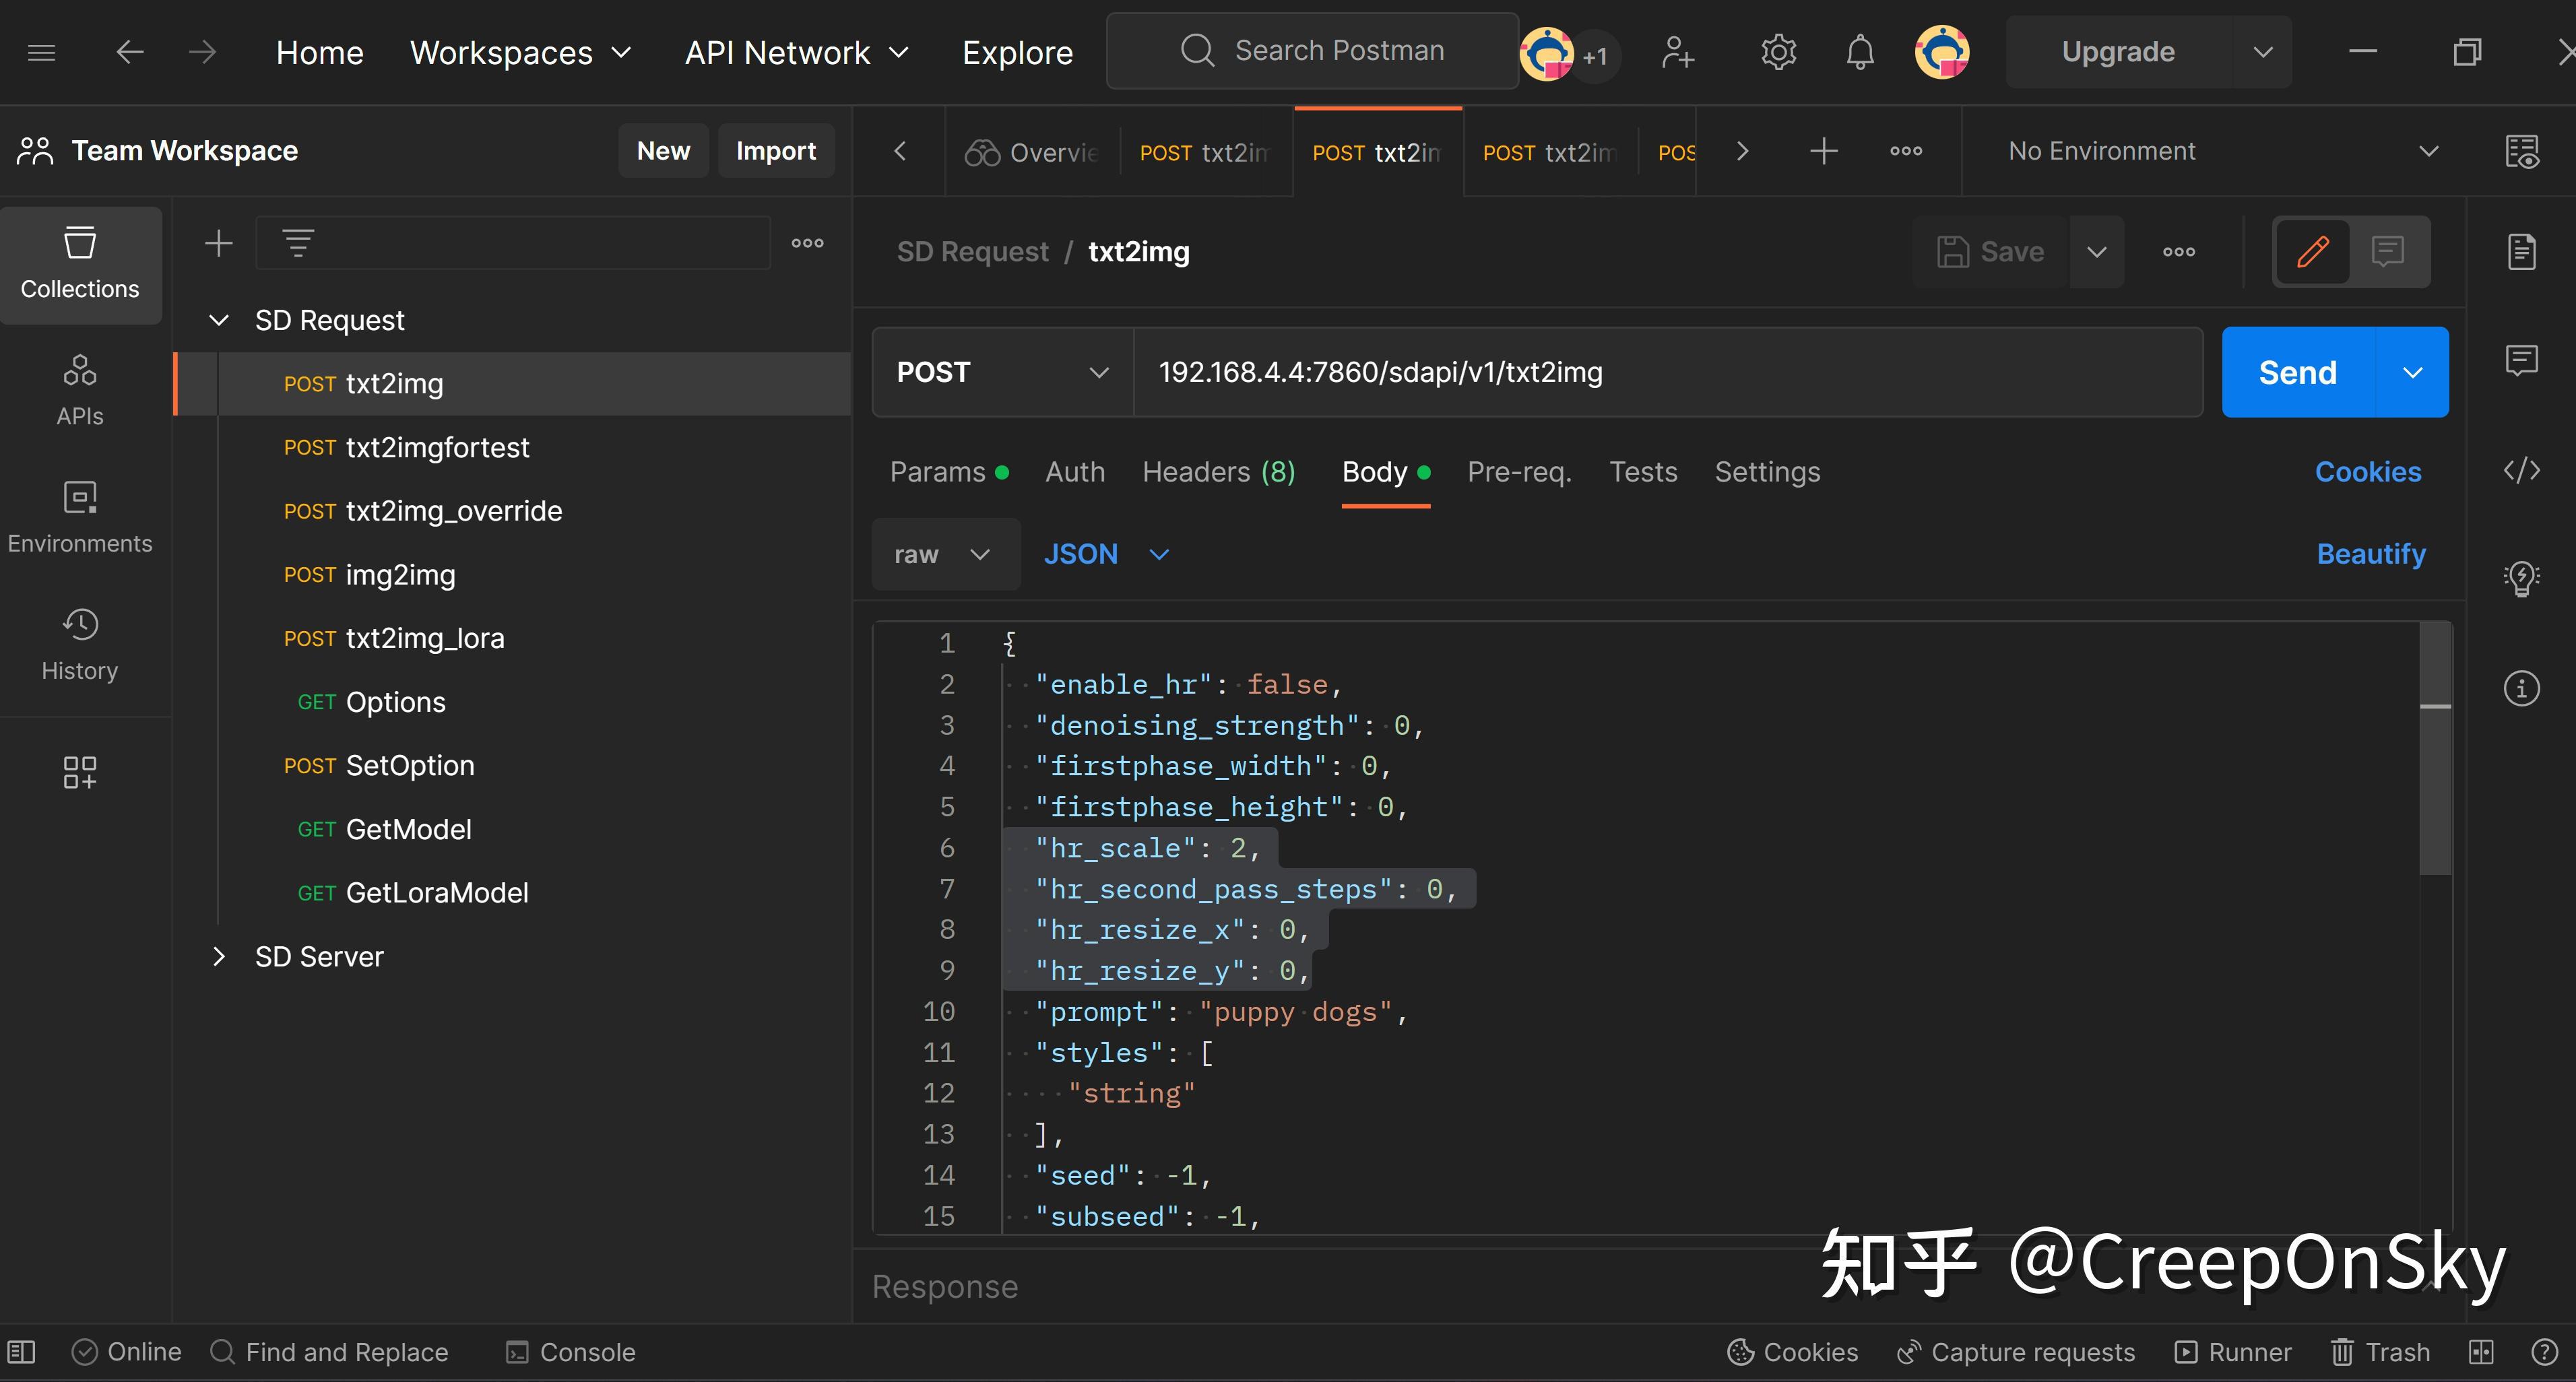 Home Workspaces API Network Explore Search Postman +1 Upgrade
Team Workspace New Import
Overvie POST txt2im POST txt2im POST txt2im POS No Environment
Collections
APIs
Environments
History
SD Request
POST txt2img
POST txt2imgfortest
POST txt2img_override
POST img2img
POST txt2img_lora
GET Options
POST SetOption
GET GetModel
GET GetLoraModel
SD Server
SD Request / txt2img Save
POST 192.168.4.4:7860/sdapi/v1/txt2img Send
Params Auth Headers (8) Body Pre-req. Tests Settings Cookies
raw JSON Beautify
1 {
2 "enable_hr": false,
3 "denoising_strength": 0,
4 "firstphase_width": 0,
5 "firstphase_height": 0,
6 "hr_scale": 2,
7 "hr_second_pass_steps": 0,
8 "hr_resize_x": 0,
9 "hr_resize_y": 0,
10 "prompt": "puppy dogs",
11 "styles": [
12 "string"
13 ],
14 "seed": -1,
15 "subseed": -1,
Response
知乎 @CreepOnSky
Online Find and Replace Console Cookies Capture requests Runner Trash